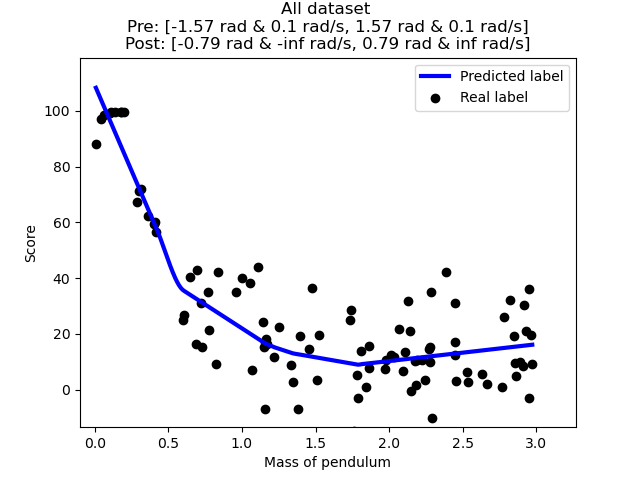 All dataset
Pre: [-1.57 rad & 0.1 rad/s, 1.57 rad & 0.1 rad/s]
Post: [-0.79 rad & -inf rad/s, 0.79 rad & inf rad/s]
Predicted label
Real label
100
80
60
40
20
0
Score
0.0 0.5 1.0 1.5 2.0 2.5 3.0
Mass of pendulum